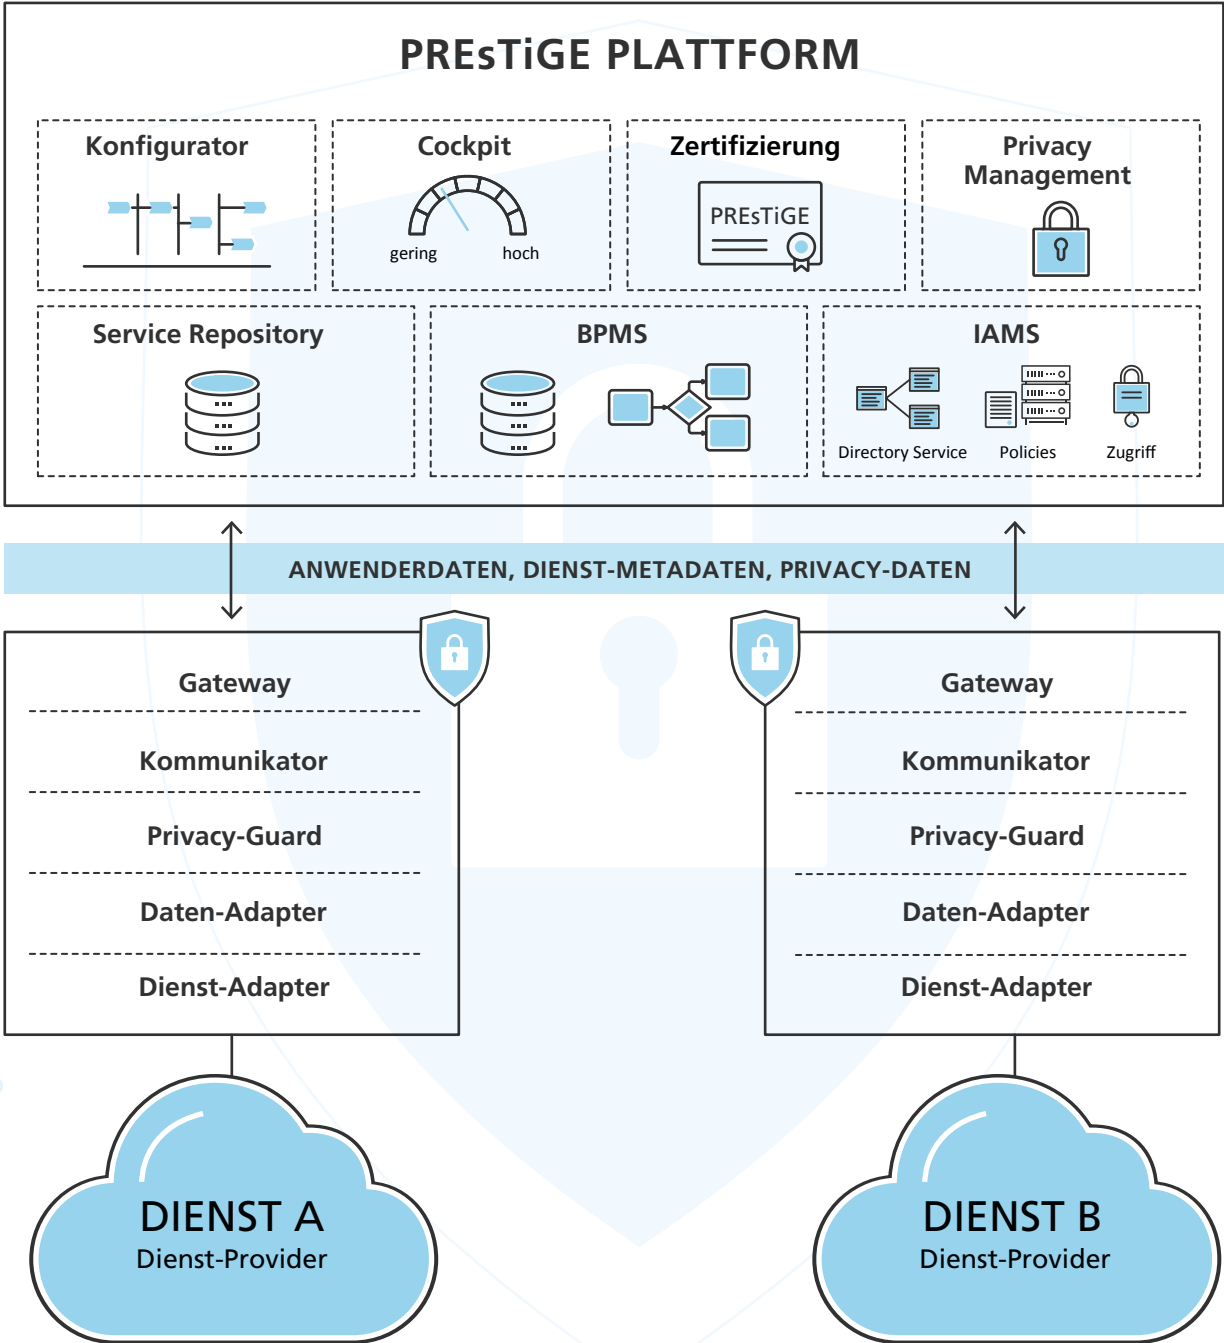 PREsTiGE PLATTFORM
Konfigurator
Cockpit
gering
hoch
Zertifizierung
PREsTiGE
Privacy
Management
Service Repository
BPMS
IAMS
Directory Service
Policies
Zugriff
ANWENDERDATEN, DIENST-METADATEN, PRIVACY-DATEN
Gateway
Kommunikator
Privacy-Guard
Daten-Adapter
Dienst-Adapter
Gateway
Kommunikator
Privacy-Guard
Daten-Adapter
Dienst-Adapter
DIENST A
Dienst-Provider
DIENST B
Dienst-Provider